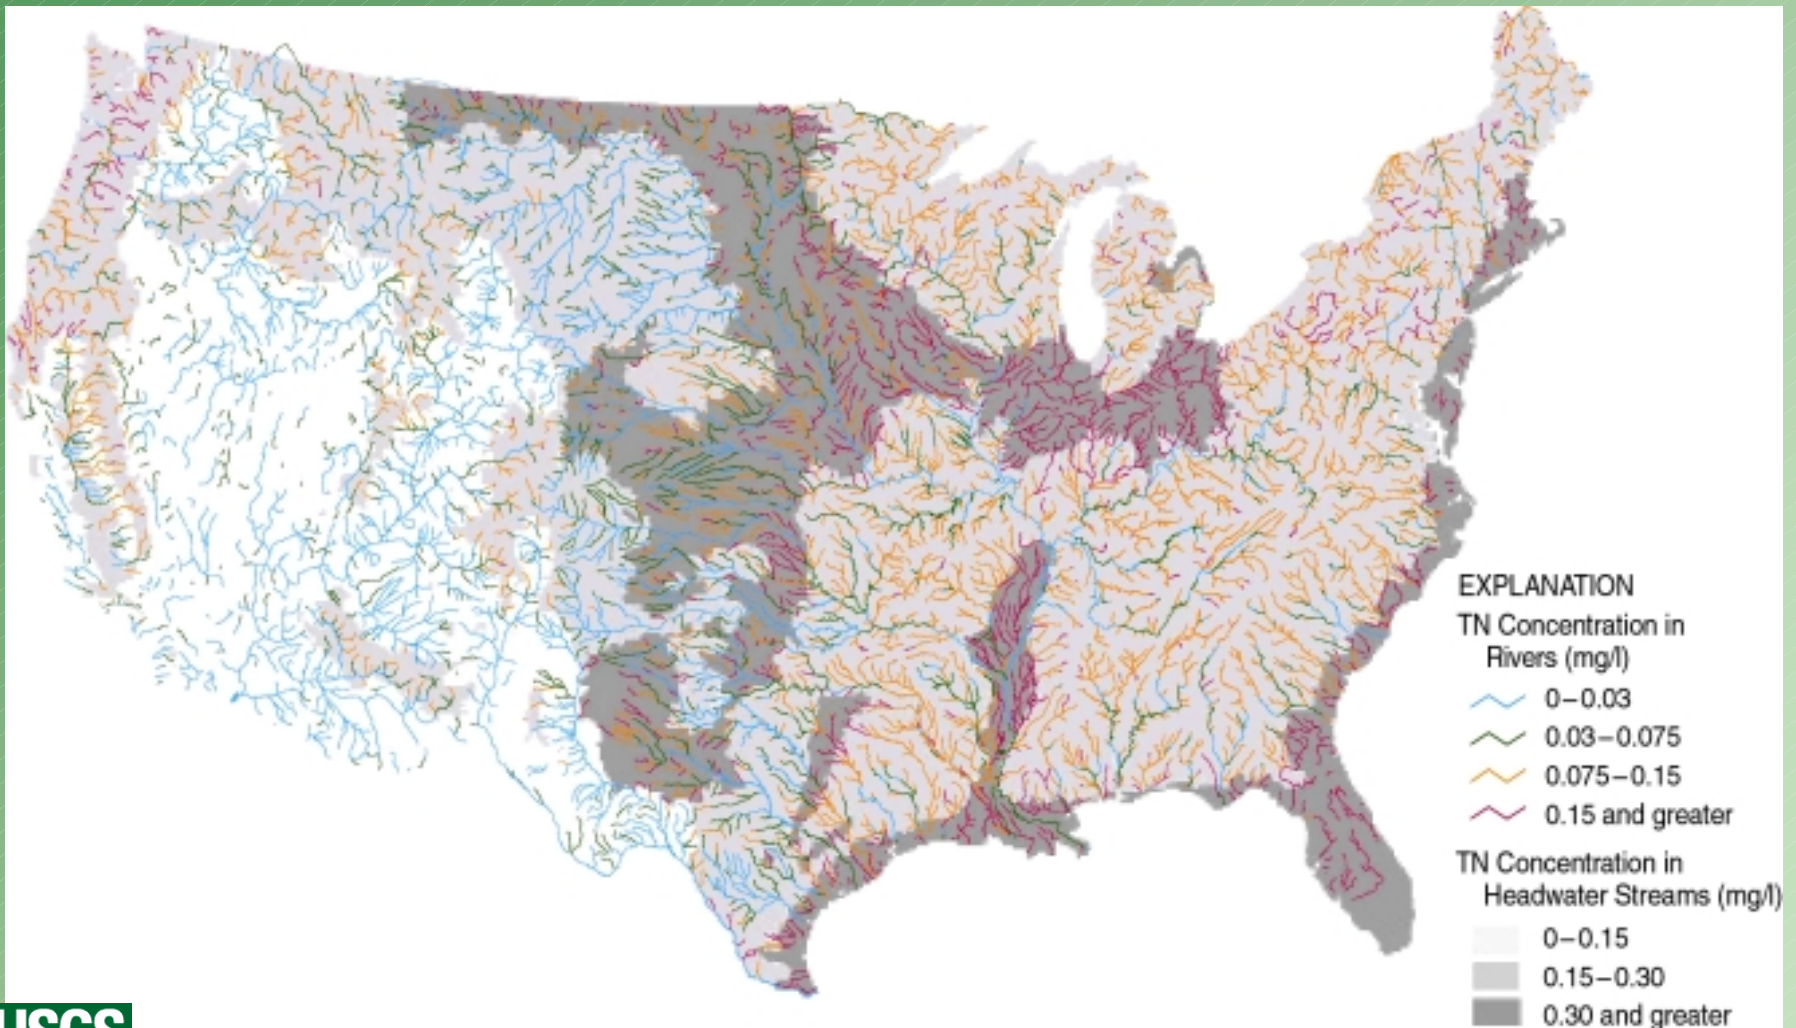 EXPLANATION
TN Concentration in
Rivers (mg/l)
0–0.03
0.03–0.075
0.075–0.15
0.15 and greater
TN Concentration in
Headwater Streams (mg/l)
0–0.15
0.15–0.30
0.30 and greater
USGS